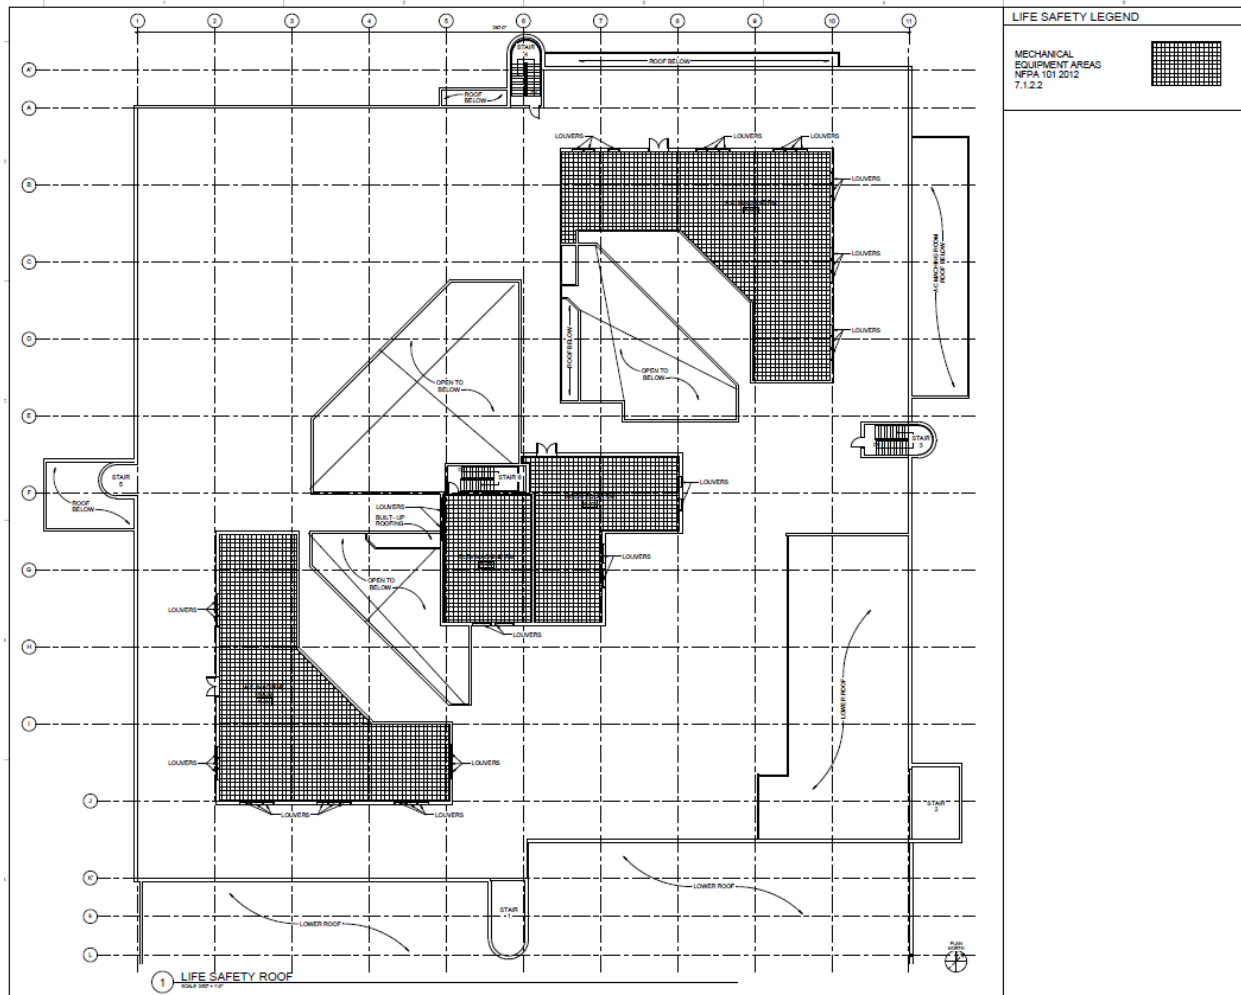 LIFE SAFETY LEGEND
MECHANICAL
EQUIPMENT AREAS
NFPA 101 2012
7.1.2.2
1
2
3
4
5
6
7
8
9
10
11
STAIR
4
ROOF BELOW
A'
ROOF
BELOW
A
LOUVERS
LOUVERS
LOUVERS
B
LOUVERS
C
LOUVERS
AC MACHING ROOM
ROOF BELOW
D
LOUVERS
ROOF BELOW
OPEN TO
BELOW
OPEN TO
BELOW
E
STAIR
3
STAIR
5
STAIR 6
F
LOUVERS
ROOF
BELOW
LOUVERS
BUILT- UP
ROOFING
G
LOUVERS
OPEN TO
BELOW
LOUVERS
LOUVERS
H
LOWER ROOF
I
LOUVERS
LOUVERS
J
LOUVERS
LOUVERS
STAIR
2
K'
LOWER ROOF
STAIR
1
LOWER ROOF
L
PLAN
NORTH
1
LIFE SAFETY ROOF